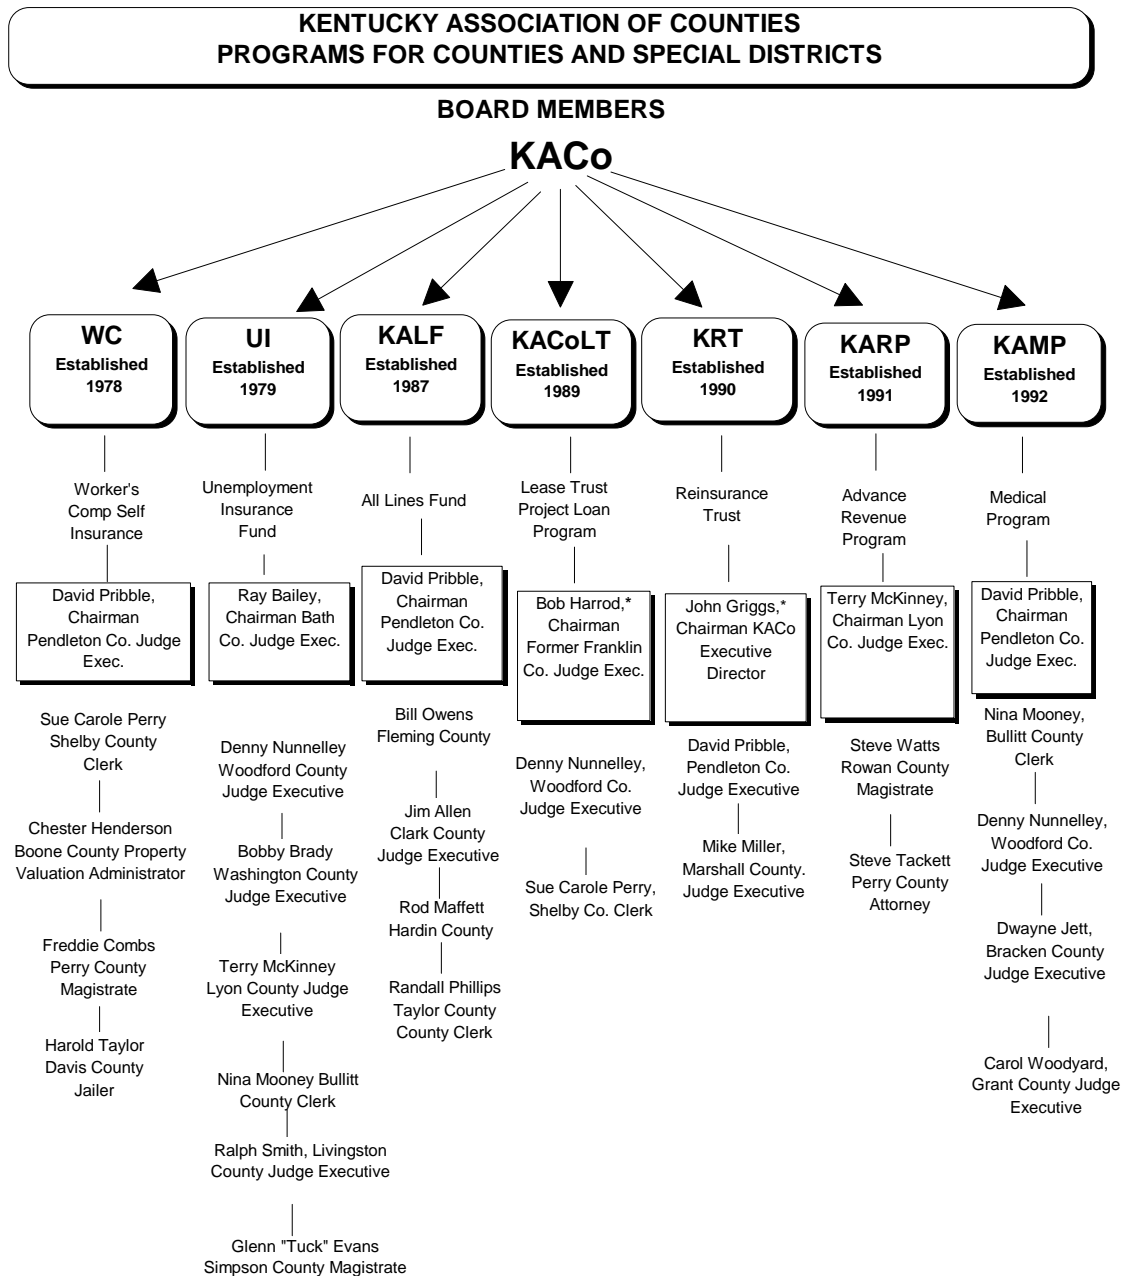 KENTUCKY ASSOCIATION OF COUNTIES
PROGRAMS FOR COUNTIES AND SPECIAL DISTRICTS
BOARD MEMBERS
KACo
WC
Established
1978
Worker's
Comp Self
Insurance
David Pribble,
Chairman
Pendleton Co. Judge
Exec.
Sue Carole Perry
Shelby County
Clerk
Chester Henderson
Boone County Property
Valuation Administrator
Freddie Combs
Perry County
Magistrate
Harold Taylor
Davis County
Jailer
UI
Established
1979
Unemployment
Insurance
Fund
Ray Bailey,
Chairman Bath
Co. Judge Exec.
Denny Nunnelley
Woodford County
Judge Executive
Bobby Brady
Washington County
Judge Executive
Terry McKinney
Lyon County Judge
Executive
Nina Mooney Bullitt
County Clerk
Ralph Smith, Livingston
County Judge Executive
Glenn "Tuck" Evans
Simpson County Magistrate
KALF
Established
1987
All Lines Fund
David Pribble,
Chairman
Pendleton Co.
Judge Exec.
Bill Owens
Fleming County
Jim Allen
Clark County
Judge Executive
Rod Maffett
Hardin County
Randall Phillips
Taylor County
County Clerk
KACoLT
Established
1989
Lease Trust
Project Loan
Program
Bob Harrod,*
Chairman
Former Franklin
Co. Judge Exec.
Denny Nunnelley,
Woodford Co.
Judge Executive
Sue Carole Perry,
Shelby Co. Clerk
KRT
Established
1990
Reinsurance
Trust
John Griggs,*
Chairman KACo
Executive
Director
David Pribble,
Pendleton Co.
Judge Executive
Mike Miller,
Marshall County.
Judge Executive
KARP
Established
1991
Advance
Revenue
Program
Terry McKinney,
Chairman Lyon
Co. Judge Exec.
Steve Watts
Rowan County
Magistrate
Steve Tackett
Perry County
Attorney
KAMP
Established
1992
Medical
Program
David Pribble,
Chairman
Pendleton Co.
Judge Exec.
Nina Mooney,
Bullitt County
Clerk
Denny Nunnelley,
Woodford Co.
Judge Executive
Dwayne Jett,
Bracken County
Judge Executive
Carol Woodyard,
Grant County Judge
Executive